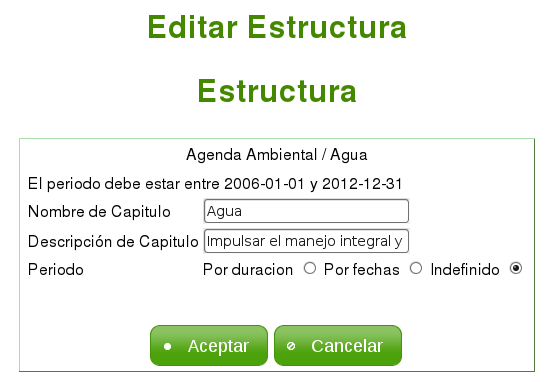 Editar Estructura
Estructura
Agenda Ambiental / Agua
El periodo debe estar entre 2006-01-01 y 2012-12-31
Nombre de Capitulo Agua
Descripción de Capitulo Impulsar el manejo integral y
Periodo Por duracion Por fechas Indefinido
Aceptar Cancelar